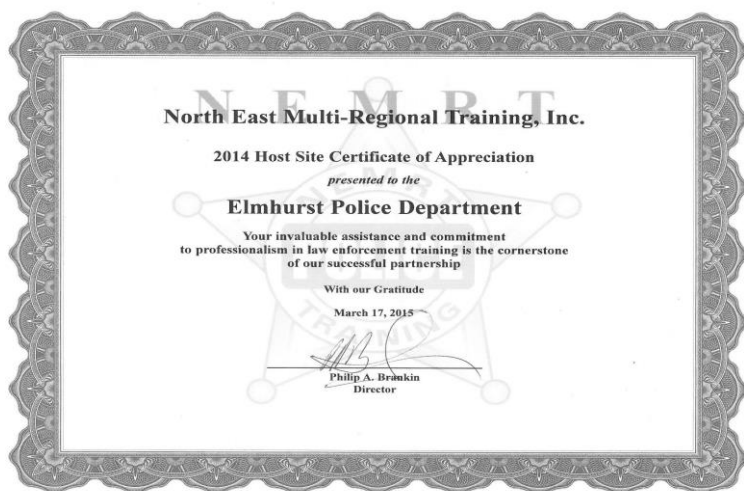 N E M R T
North East Multi-Regional Training, Inc.
2014 Host Site Certificate of Appreciation
presented to the
Elmhurst Police Department
Your invaluable assistance and commitment
to professionalism in law enforcement training is the cornerstone
of our successful partnership
With our Gratitude
March 17, 2015
Philip A. Brankin
Director
NEMRT
POLICE
TRAINING